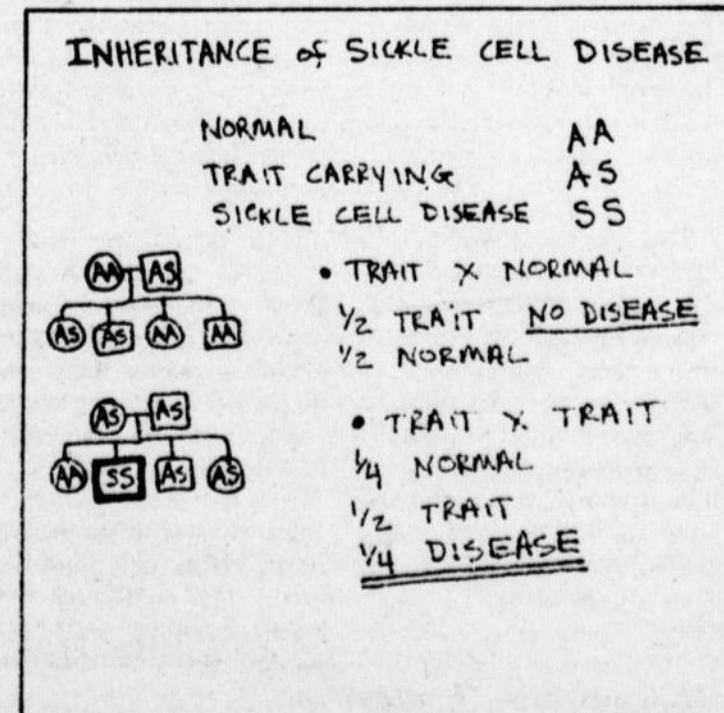 INHERITANCE of SICKLE CELL DISEASE
NORMAL AA
TRAIT CARRYING AS
SICKLE CELL DISEASE SS
AA AS
AS AS AA AA
• TRAIT X NORMAL
1/2 TRAIT NO DISEASE
1/2 NORMAL
AS AS
AA SS AS AS
• TRAIT X TRAIT
1/4 NORMAL
1/2 TRAIT
1/4 DISEASE